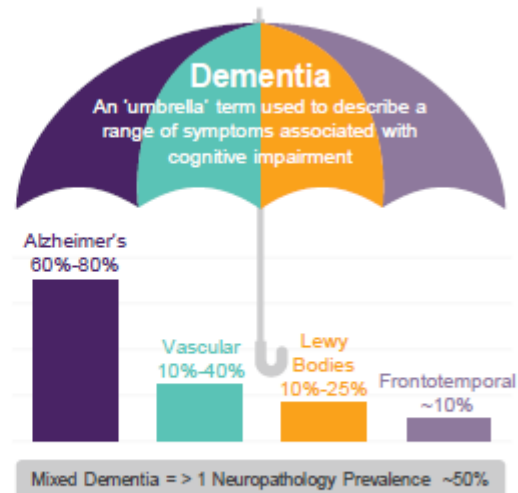 Dementia
An 'umbrella' term used to describe a
range of symptoms associated with
cognitive impairment
Alzheimer's
60%-80%
Vascular
10%-40%
Lewy
Bodies
10%-25%
Frontotemporal
~10%
Mixed Dementia = > 1 Neuropathology Prevalence ~50%